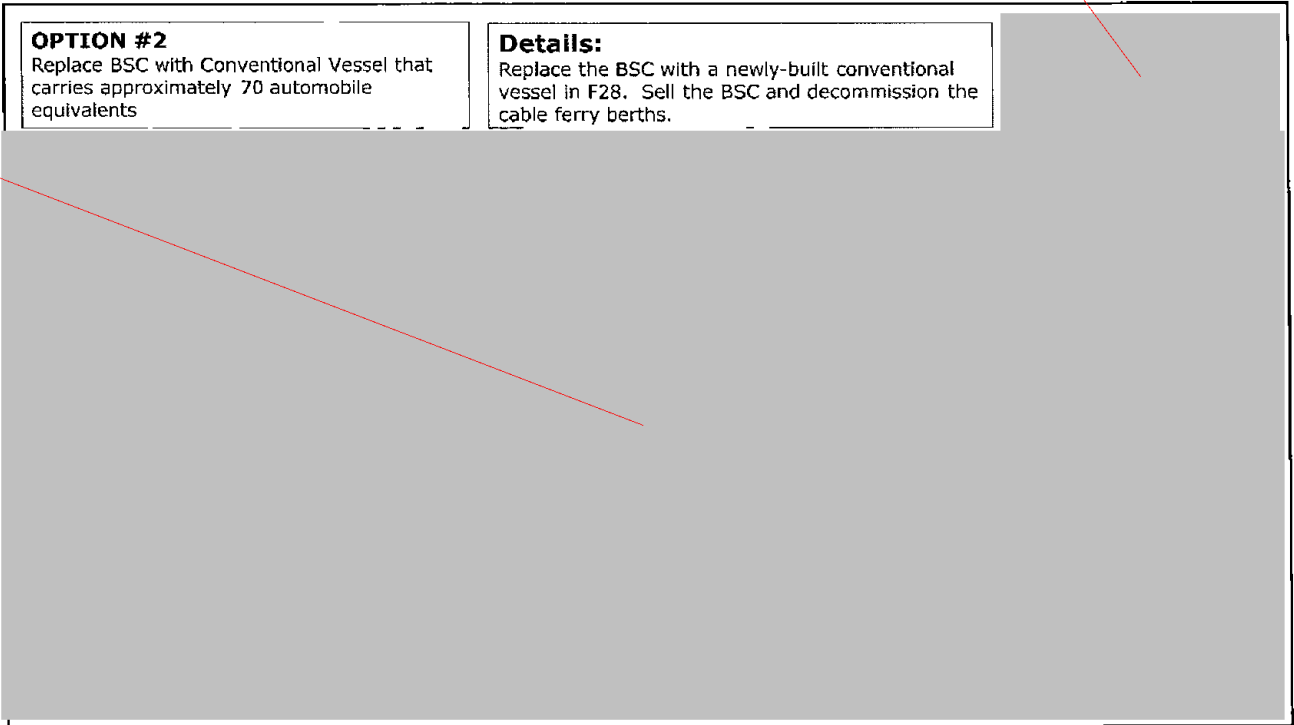 OPTION #2
Replace BSC with Conventional Vessel that
carries approximately 70 automobile
equivalents
Details:
Replace the BSC with a newly-built conventional
vessel in F28. Sell the BSC and decommission the
cable ferry berths.